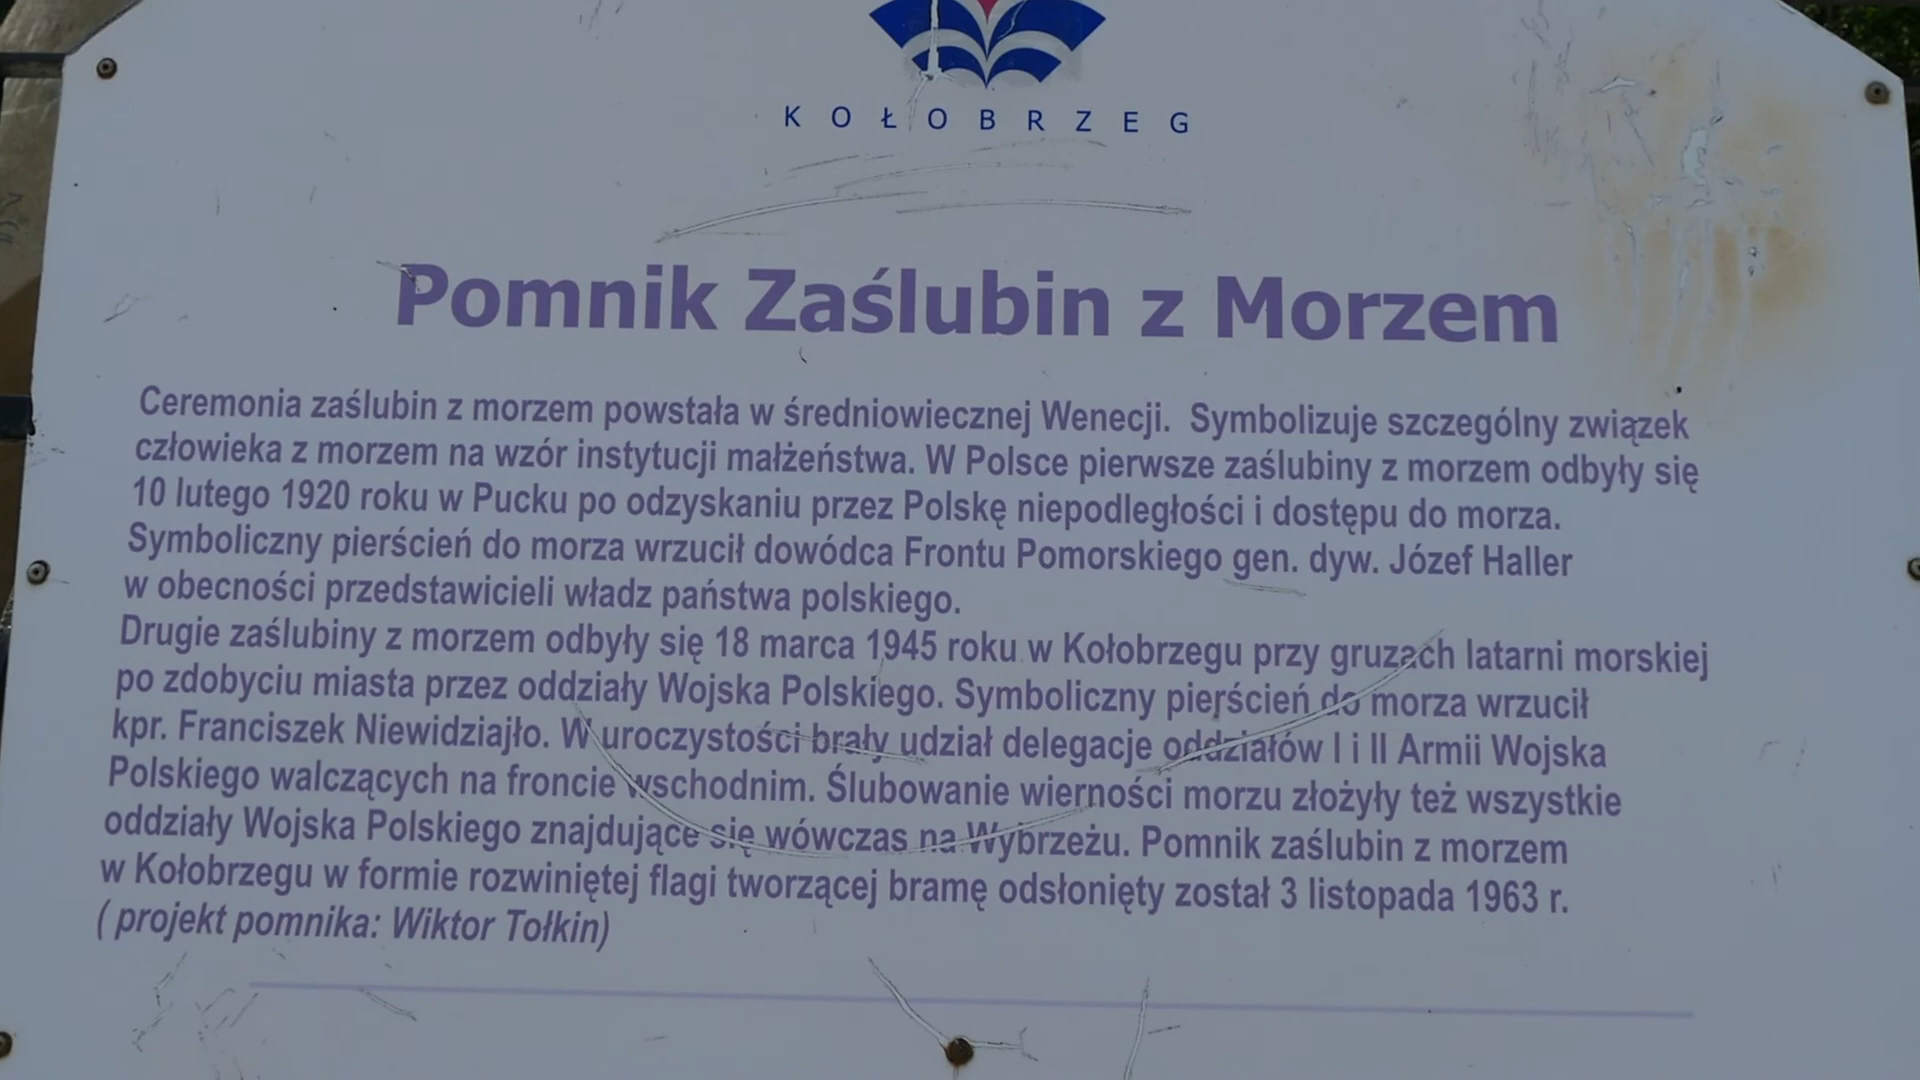 KOŁOBRZEG
Pomnik Zaślubin z Morzem
Ceremonia zaślubin z morzem powstała w średniowiecznej Wenecji. Symbolizuje szczególny związek
człowieka z morzem na wzór instytucji małżeństwa. W Polsce pierwsze zaślubiny z morzem odbyły się
10 lutego 1920 roku w Pucku po odzyskaniu przez Polskę niepodległości i dostępu do morza.
Symboliczny pierścień do morza wrzucił dowódca Frontu Pomorskiego gen. dyw. Józef Haller
w obecności przedstawicieli władz państwa polskiego.
Drugie zaślubiny z morzem odbyły się 18 marca 1945 roku w Kołobrzegu przy gruzach latarni morskiej
po zdobyciu miasta przez oddziały Wojska Polskiego. Symboliczny pierścień do morza wrzucił
kpr. Franciszek Niewidziajło. W uroczystości brały udział delegacje oddziałów I i II Armii Wojska
Polskiego walczących na froncie wschodnim. Ślubowanie wierności morzu złożyły też wszystkie
oddziały Wojska Polskiego znajdujące się wówczas na Wybrzeżu. Pomnik zaślubin z morzem
w Kołobrzegu w formie rozwiniętej flagi tworzącej bramę odsłonięty został 3 listopada 1963 r.
( projekt pomnika: Wiktor Tołkin)